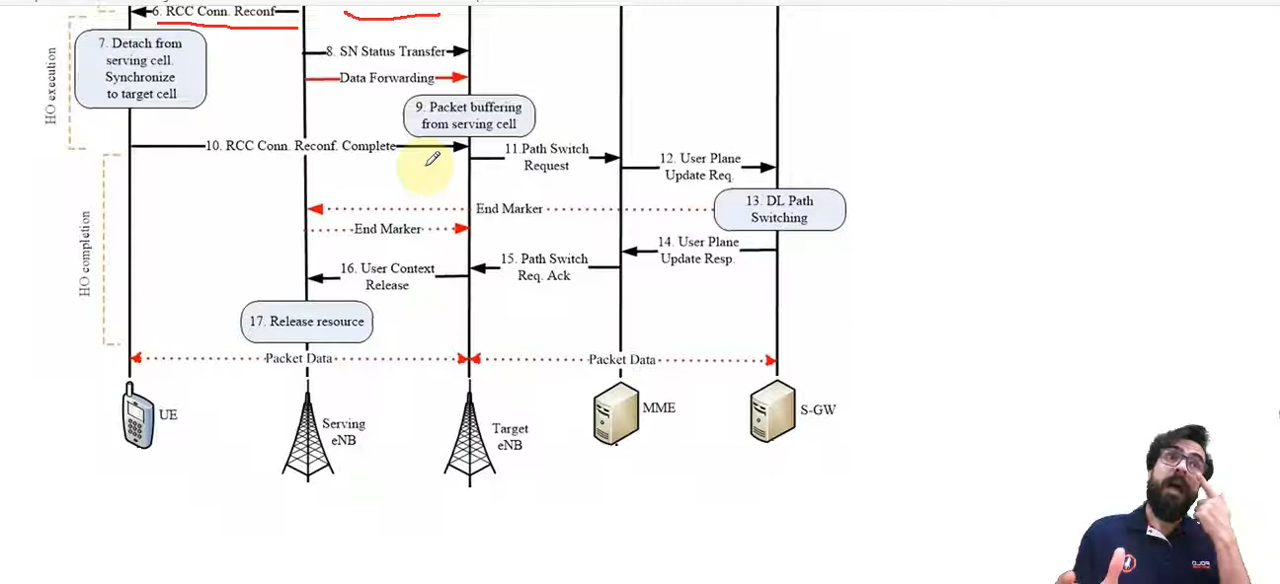 6. RCC Conn. Reconf
HO execution
7. Detach from
serving cell.
Synchronize
to target cell
8. SN Status Transfer
Data Forwarding
9. Packet buffering
from serving cell
10. RCC Conn. Reconf. Complete
11.Path Switch
Request
12. User Plane
Update Req.
HO completion
13. DL Path
Switching
End Marker
End Marker
14. User Plane
Update Resp.
15. Path Switch
Req. Ack
16. User Context
Release
17. Release resource
Packet Data
Packet Data
UE
Serving
eNB
Target
eNB
MME
S-GW